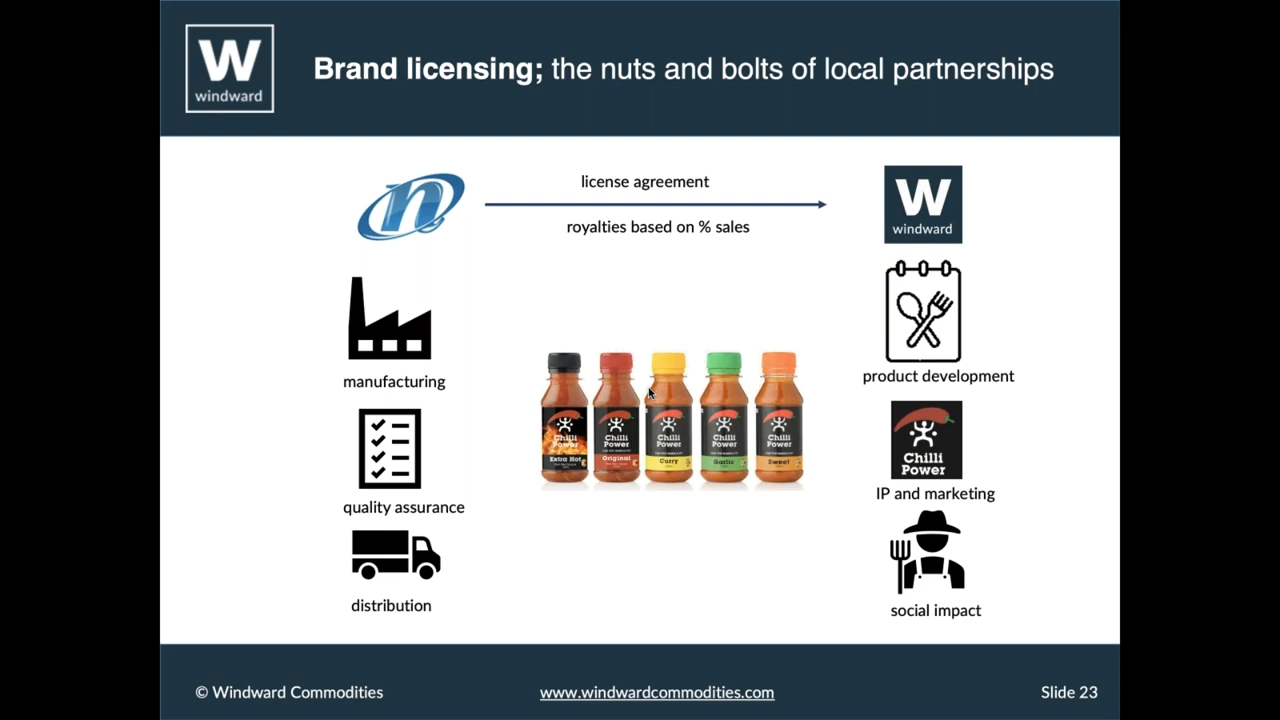 W
windward
Brand licensing; the nuts and bolts of local partnerships
n
license agreement
royalties based on % sales
W
windward
manufacturing
quality assurance
distribution
Chilli
Power
Extra Hot
Chilli
Power
Original
Chilli
Power
Curry
Chilli
Power
Garlic
Chilli
Power
Sweet
product development
Chilli
Power
IP and marketing
social impact
© Windward Commodities
www.windwardcommodities.com
Slide 23